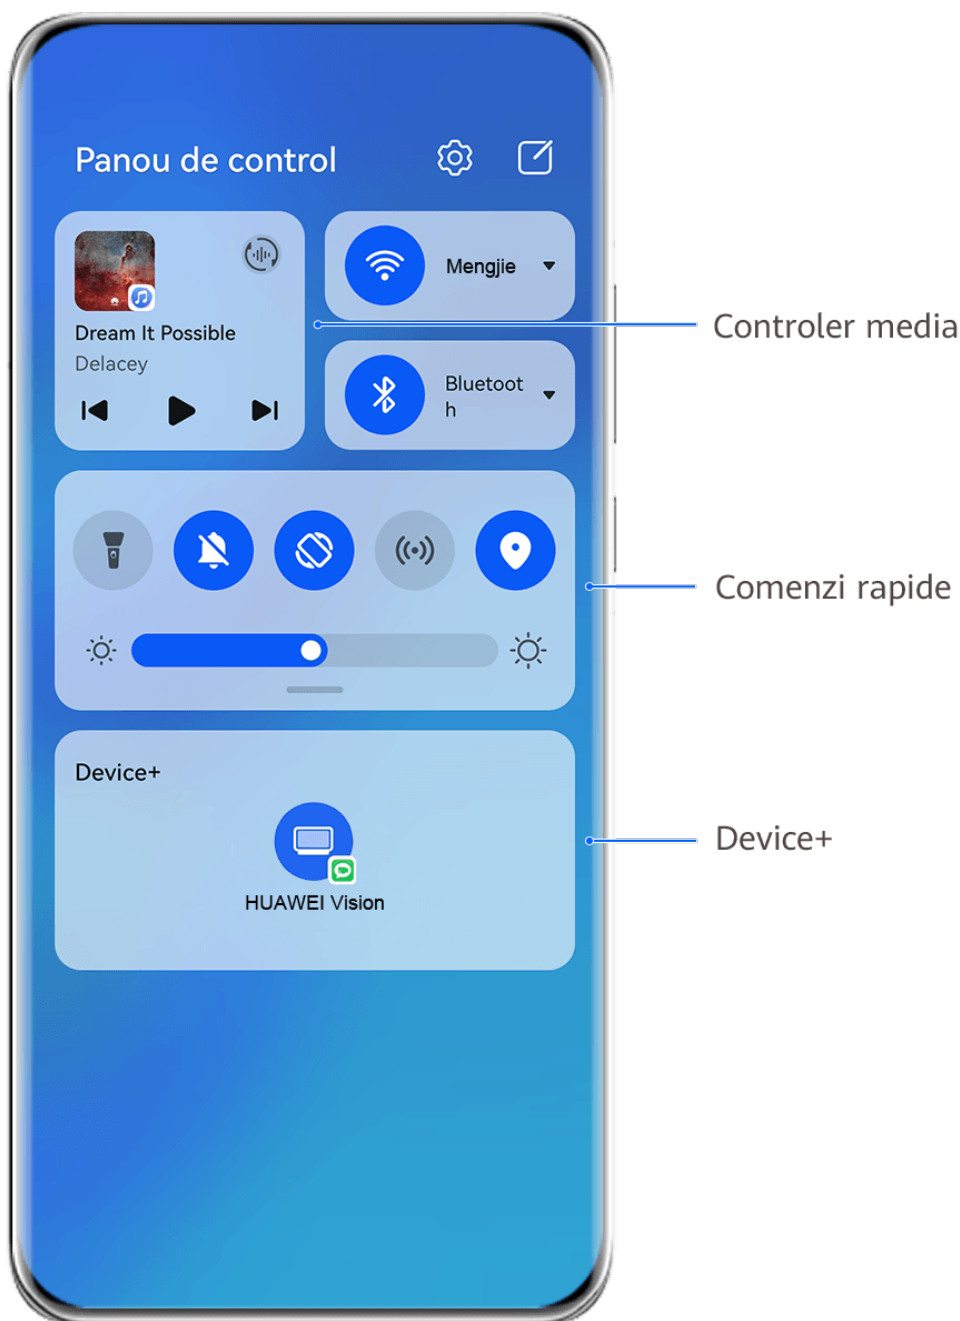 Panou de control
Dream It Possible
Delacey
Mengjie
Bluetoot
h
Controler media
Comenzi rapide
Device+
HUAWEI Vision
Device+